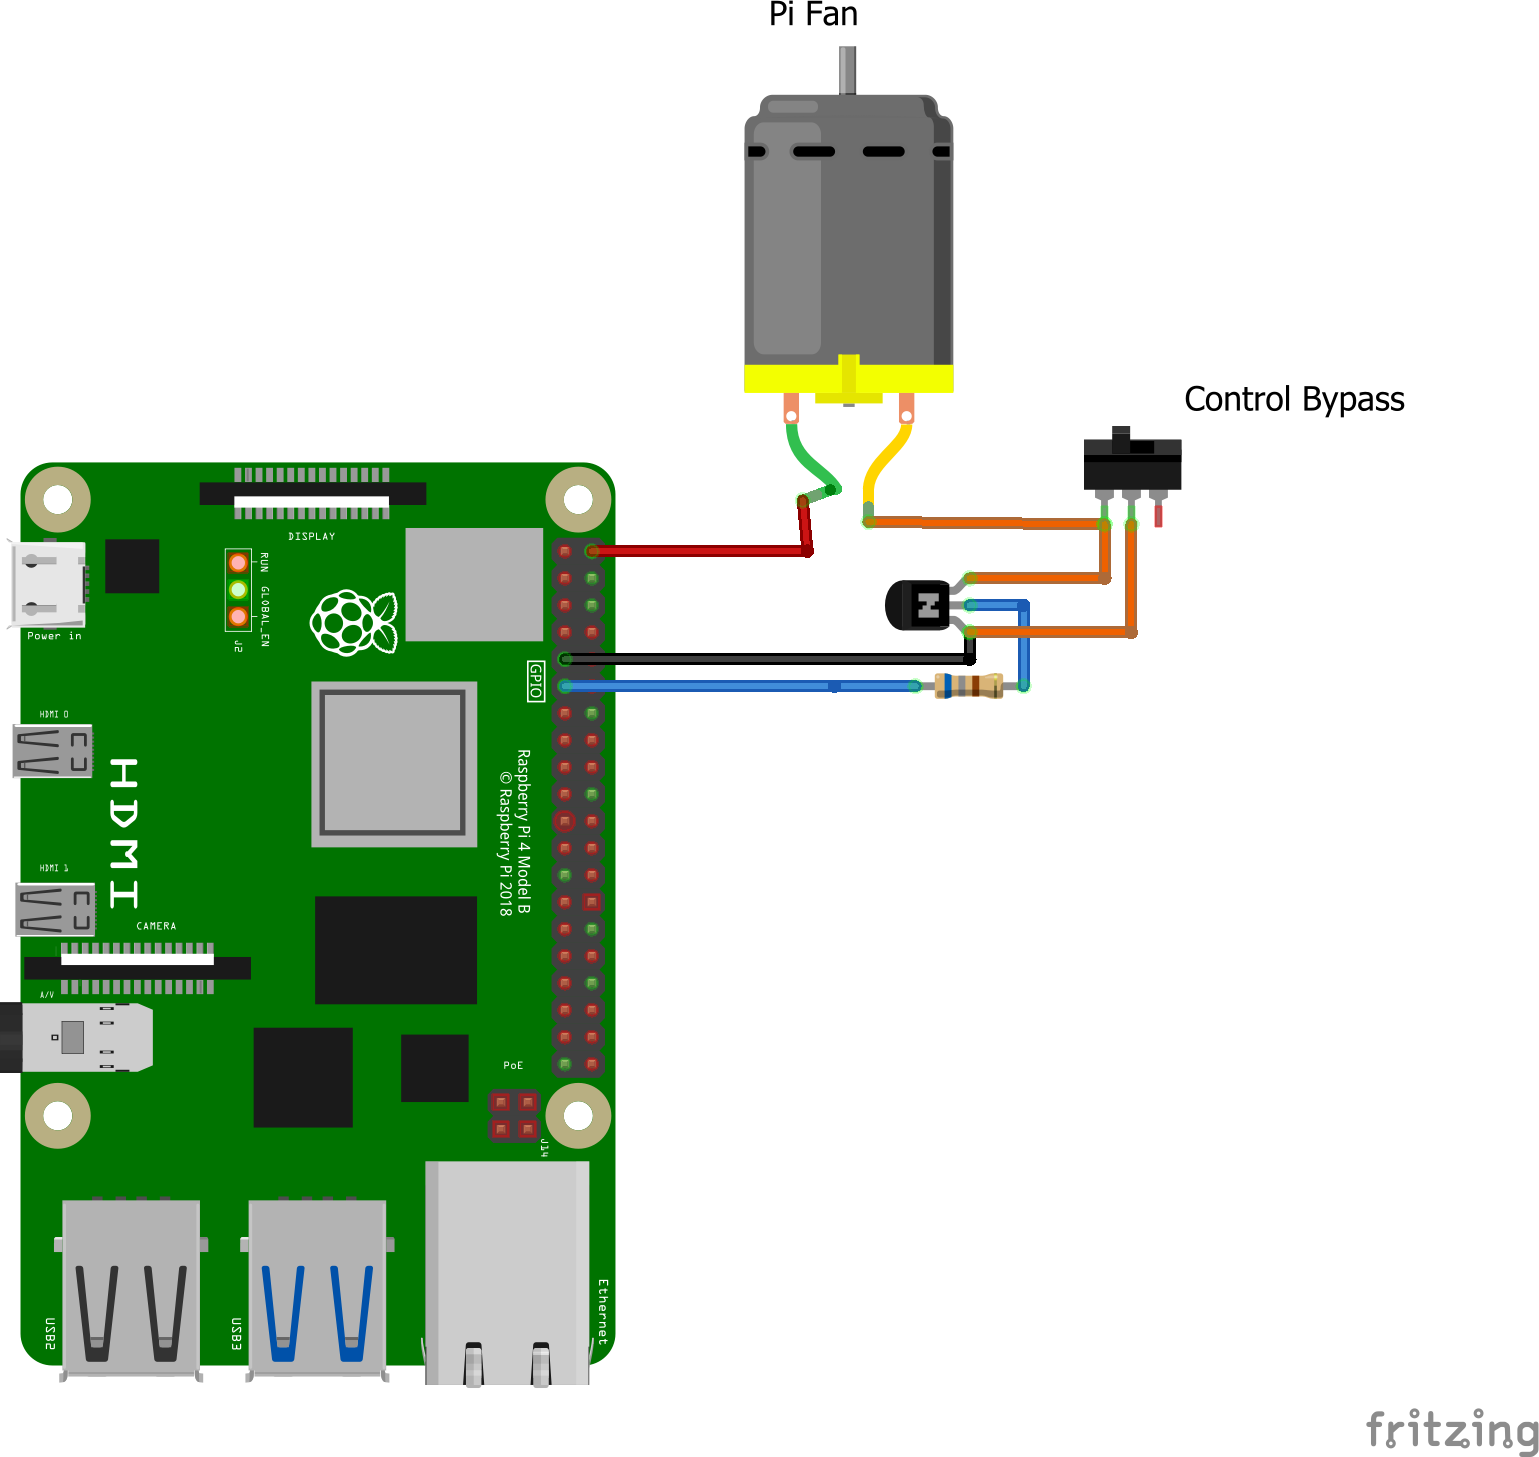 Pi Fan
Control Bypass
DISPLAY
RUN
GLOBAL_EN
J2
Power in
GPIO
HDMI 0
HDMI
Raspberry Pi 4 Model B
© Raspberry Pi 2018
HDMI 1
CAMERA
A/V
PoE
J14
USB2
USB3
Ethernet
N
fritzing